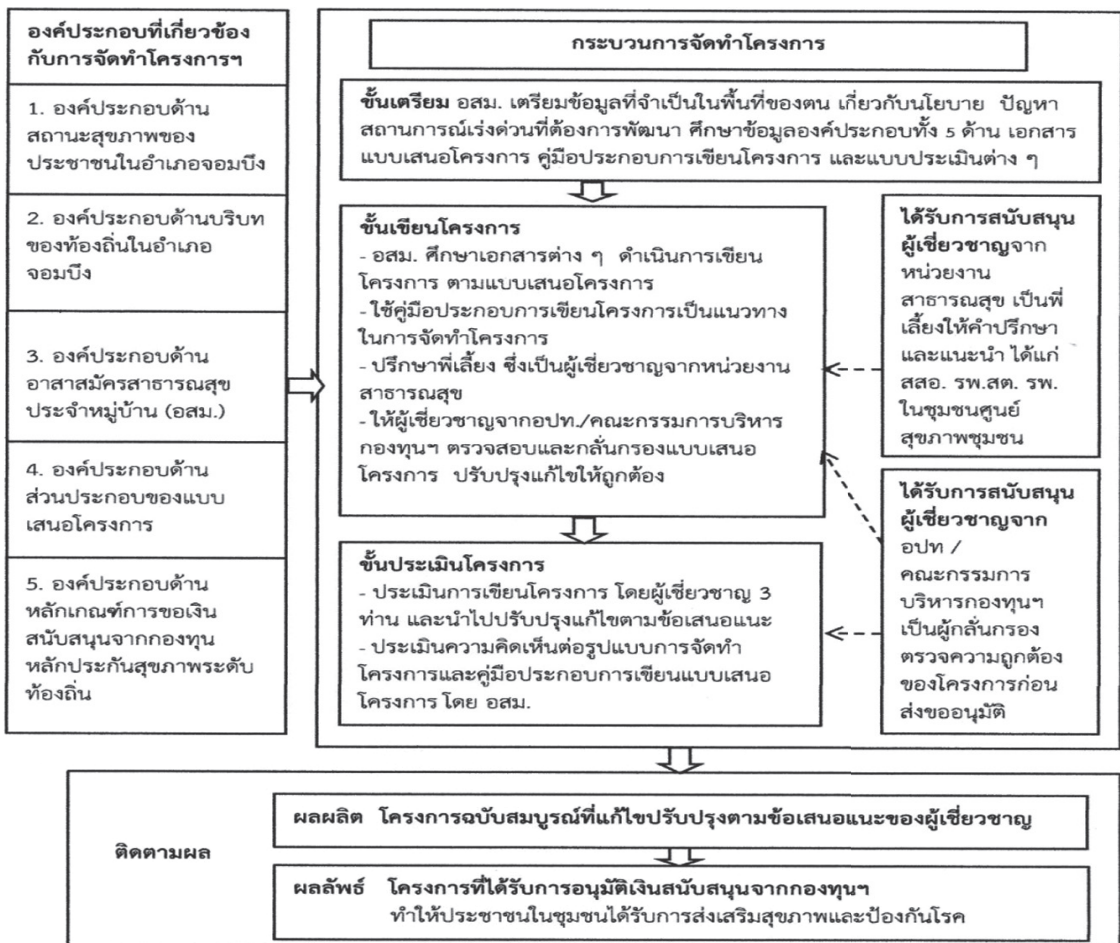 องค์ประกอบที่เกี่ยวข้อง
กับการจัดทำโครงการฯ
1. องค์ประกอบด้าน
สถานะสุขภาพของ
ประชาชนในอำเภอจอมบึง
2. องค์ประกอบด้านบริบท
ของท้องถิ่นในอำเภอ
จอมบึง
3. องค์ประกอบด้าน
อาสาสมัครสาธารณสุข
ประจำหมู่บ้าน (อสม.)
4. องค์ประกอบด้าน
ส่วนประกอบของแบบ
เสนอโครงการ
5. องค์ประกอบด้าน
หลักเกณฑ์การขอเงิน
สนับสนุนจากกองทุน
หลักประกันสุขภาพระดับ
ท้องถิ่น
กระบวนการจัดทำโครงการ
ขั้นเตรียม อสม. เตรียมข้อมูลที่จำเป็นในพื้นที่ของตน เกี่ยวกับนโยบาย ปัญหา
สถานการณ์เร่งด่วนที่ต้องการพัฒนา ศึกษาข้อมูลองค์ประกอบทั้ง 5 ด้าน เอกสาร
แบบเสนอโครงการ คู่มือประกอบการเขียนโครงการ และแบบประเมินต่าง ๆ
ขั้นเขียนโครงการ
- อสม. ศึกษาเอกสารต่าง ๆ ดำเนินการเขียน
โครงการ ตามแบบเสนอโครงการ
- ใช้คู่มือประกอบการเขียนโครงการเป็นแนวทาง
ในการจัดทำโครงการ
- ปรึกษาพี่เลี้ยง ซึ่งเป็นผู้เชี่ยวชาญจากหน่วยงาน
สาธารณสุข
- ให้ผู้เชี่ยวชาญจากอปท./คณะกรรมการบริหาร
กองทุนฯ ตรวจสอบและกลั่นกรองแบบเสนอ
โครงการ ปรับปรุงแก้ไขให้ถูกต้อง
ขั้นประเมินโครงการ
- ประเมินการเขียนโครงการ โดยผู้เชี่ยวชาญ 3
ท่าน และนำไปปรับปรุงแก้ไขตามข้อเสนอแนะ
- ประเมินความคิดเห็นต่อรูปแบบการจัดทำ
โครงการและคู่มือประกอบการเขียนแบบเสนอ
โครงการ โดย อสม.
ได้รับการสนับสนุน
ผู้เชี่ยวชาญจาก
หน่วยงาน
สาธารณสุข เป็นพี่
เลี้ยงให้คำปรึกษา
และแนะนำ ได้แก่
สสอ. รพ.สต. รพ.
ในชุมชนศูนย์
สุขภาพชุมชน
ได้รับการสนับสนุน
ผู้เชี่ยวชาญจาก
อปท /
คณะกรรมการ
บริหารกองทุนฯ
เป็นผู้กลั่นกรอง
ตรวจความถูกต้อง
ของโครงการก่อน
ส่งขออนุมัติ
ติดตามผล
ผลผลิต โครงการฉบับสมบูรณ์ที่แก้ไขปรับปรุงตามข้อเสนอแนะของผู้เชี่ยวชาญ
ผลลัพธ์ โครงการที่ได้รับการอนุมัติเงินสนับสนุนจากกองทุนฯ
ทำให้ประชาชนในชุมชนได้รับการส่งเสริมสุขภาพและป้องกันโรค